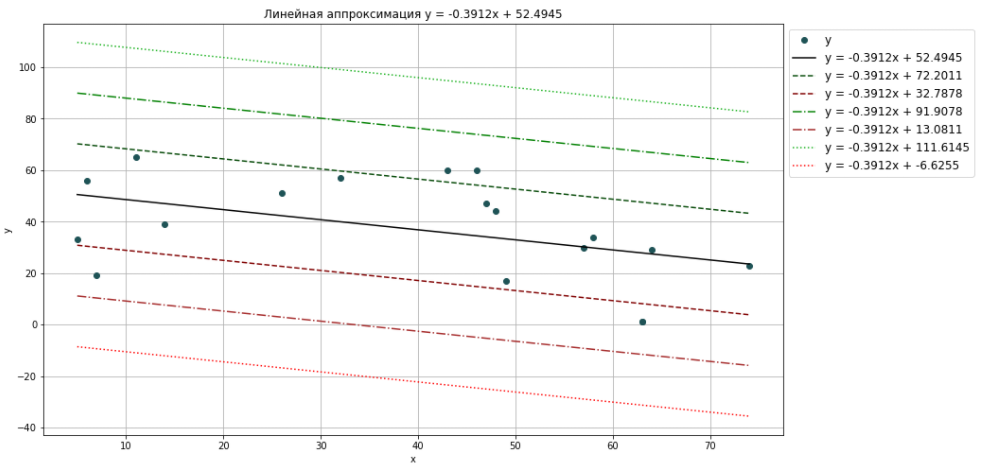 Линейная аппроксимация y = -0.3912x + 52.4945
y
100
80
60
40
20
0
−20
−40
10
20
30
40
50
60
70
x
y
y = -0.3912x + 52.4945
y = -0.3912x + 72.2011
y = -0.3912x + 32.7878
y = -0.3912x + 91.9078
y = -0.3912x + 13.0811
y = -0.3912x + 111.6145
y = -0.3912x + -6.6255